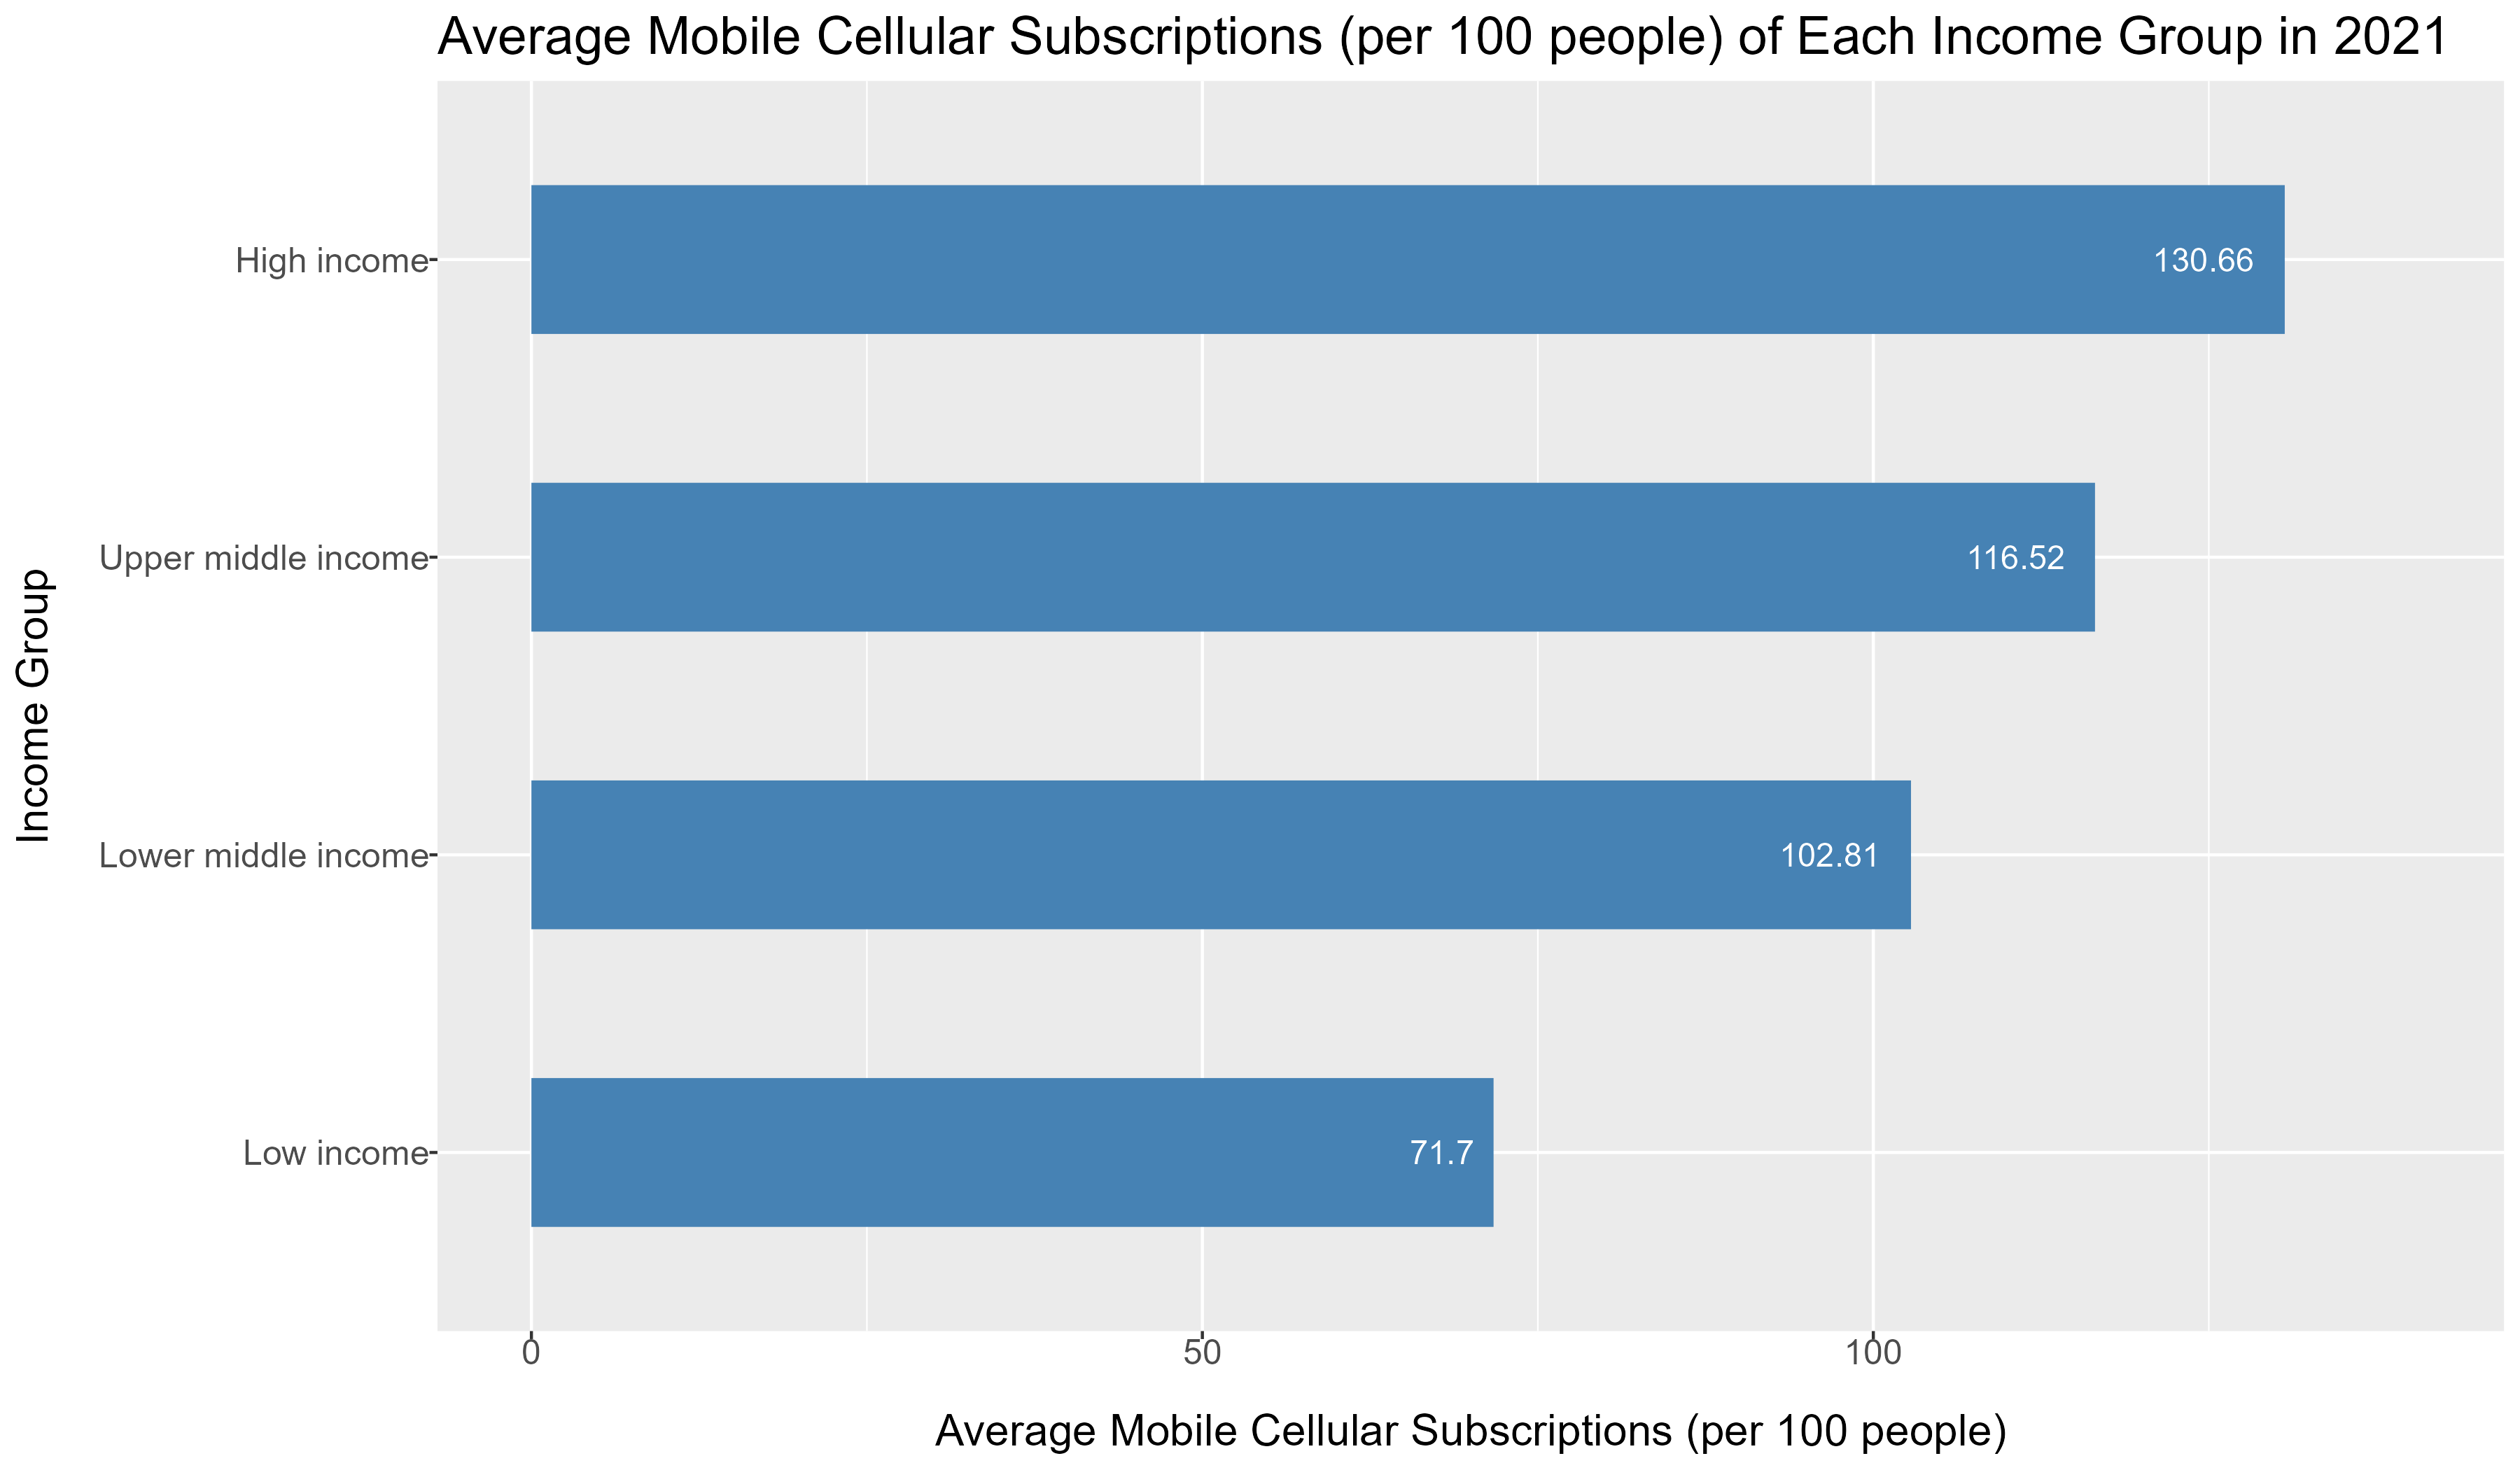 Average Mobile Cellular Subscriptions (per 100 people) of Each Income Group in 2021
High income
130.66
Upper middle income
116.52
Income Group
Lower middle income
102.81
Low income
71.7
0
50
100
Average Mobile Cellular Subscriptions (per 100 people)